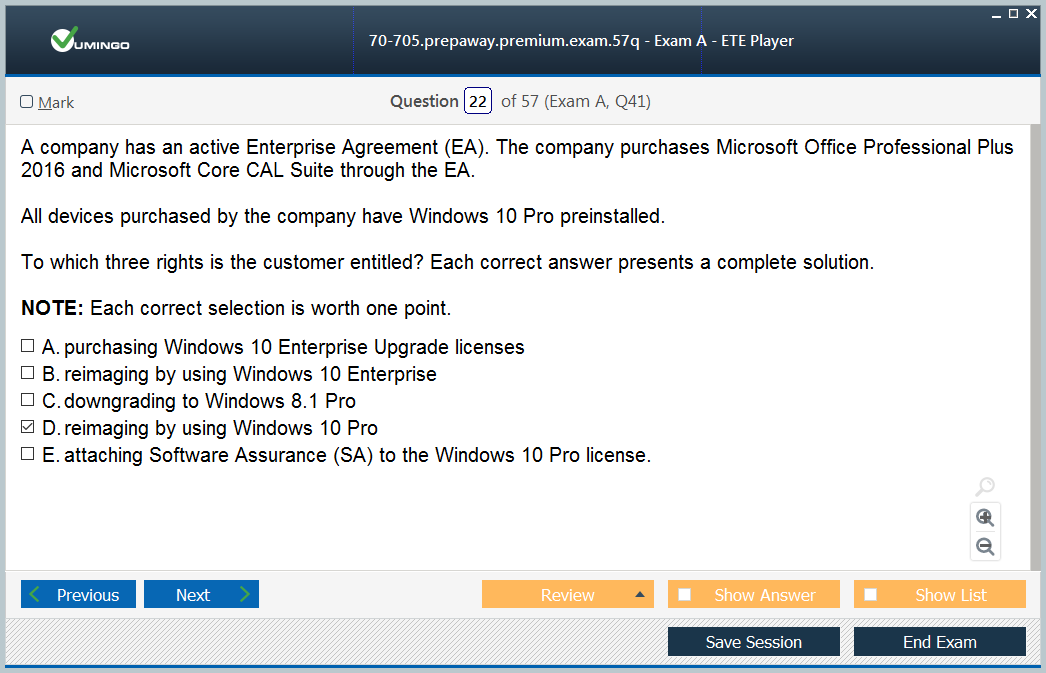 VUMINGO
70-705.prepaway.premium.exam.57q - Exam A - ETE Player
Mark
Question 22 of 57 (Exam A, Q41)
A company has an active Enterprise Agreement (EA). The company purchases Microsoft Office Professional Plus
2016 and Microsoft Core CAL Suite through the EA.
All devices purchased by the company have Windows 10 Pro preinstalled.
To which three rights is the customer entitled? Each correct answer presents a complete solution.
NOTE: Each correct selection is worth one point.
A. purchasing Windows 10 Enterprise Upgrade licenses
B. reimaging by using Windows 10 Enterprise
C. downgrading to Windows 8.1 Pro
D. reimaging by using Windows 10 Pro
E. attaching Software Assurance (SA) to the Windows 10 Pro license.
Previous Next Review Show Answer Show List
Save Session End Exam